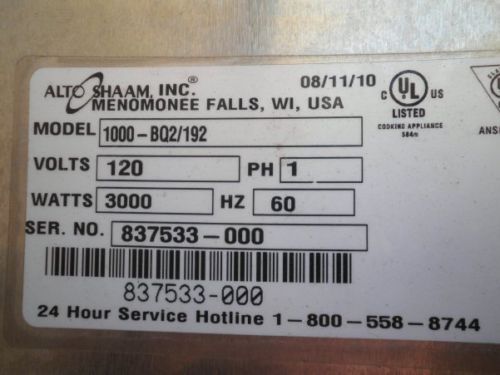 ALTO SHAAM, INC.® 08/11/10
MENOMONEE FALLS, WI, USA
C UL® US
LISTED
COOKING APPLIANCE
MODEL 1000-BQ2/192
VOLTS 120 PH 1
WATTS 3000 HZ 60
SER. NO. 837533-000
837533-000
24 Hour Service Hotline 1-800-558-8744